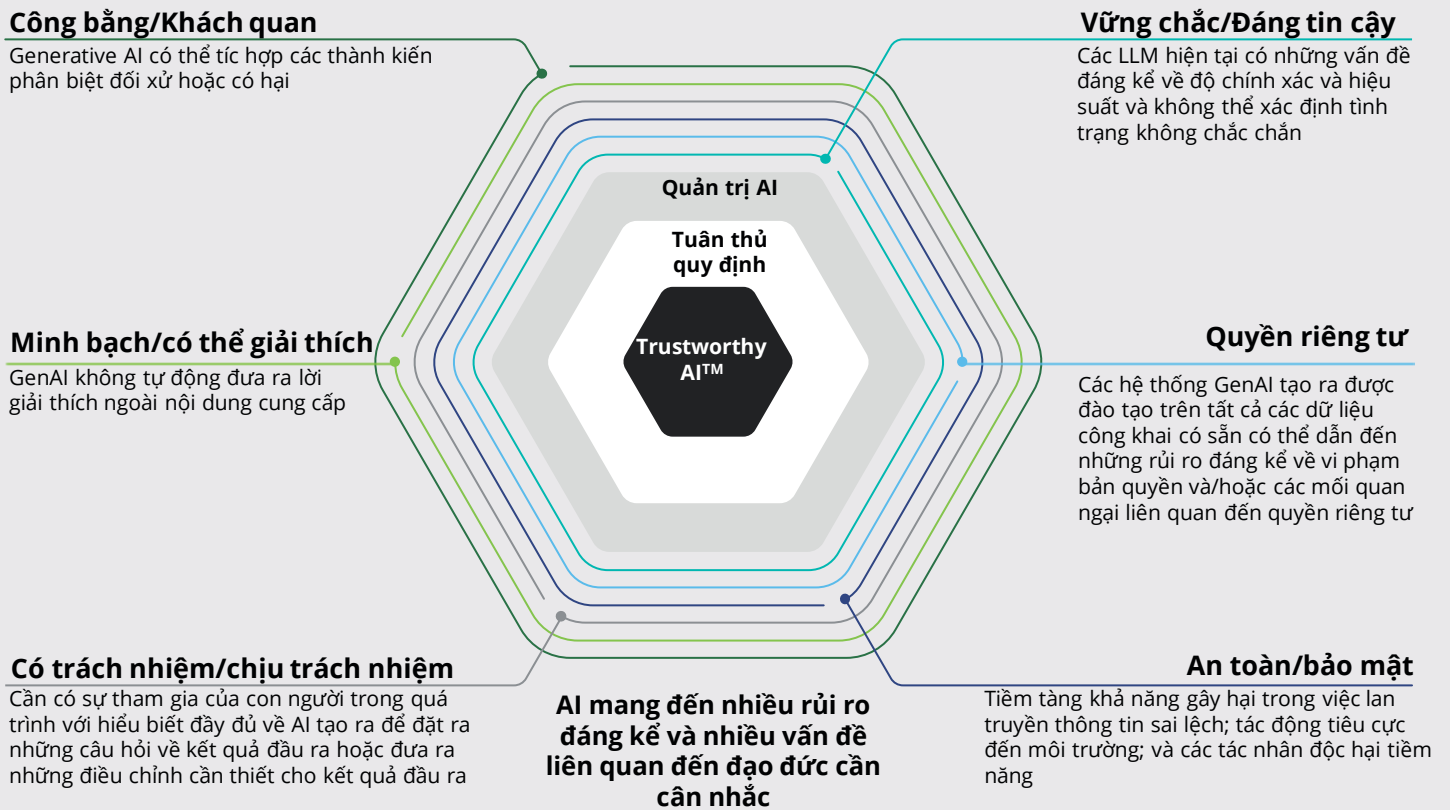 Công bằng/Khách quan
Generative AI có thể tíc hợp các thành kiến
phân biệt đối xử hoặc có hại
Vững chắc/Đáng tin cậy
Các LLM hiện tại có những vấn đề
đáng kể về độ chính xác và hiệu
suất và không thể xác định tình
trạng không chắc chắn
Quản trị AI
Tuân thủ
quy định
Trustworthy
AI™
Minh bạch/có thể giải thích
GenAI không tự động đưa ra lời
giải thích ngoài nội dung cung cấp
Quyền riêng tư
Các hệ thống GenAI tạo ra được
đào tạo trên tất cả các dữ liệu
công khai có sẵn có thể dẫn đến
những rủi ro đáng kể về vi phạm
bản quyền và/hoặc các mối quan
ngại liên quan đến quyền riêng tư
Có trách nhiệm/chịu trách nhiệm
Cần có sự tham gia của con người trong quá
trình với hiểu biết đầy đủ về AI tạo ra để đặt ra
những câu hỏi về kết quả đầu ra hoặc đưa ra
những điều chỉnh cần thiết cho kết quả đầu ra
AI mang đến nhiều rủi ro
đáng kể và nhiều vấn đề
liên quan đến đạo đức cần
cân nhắc
An toàn/bảo mật
Tiềm tàng khả năng gây hại trong việc lan
truyền thông tin sai lệch; tác động tiêu cực
đến môi trường; và các tác nhân độc hại tiềm
năng